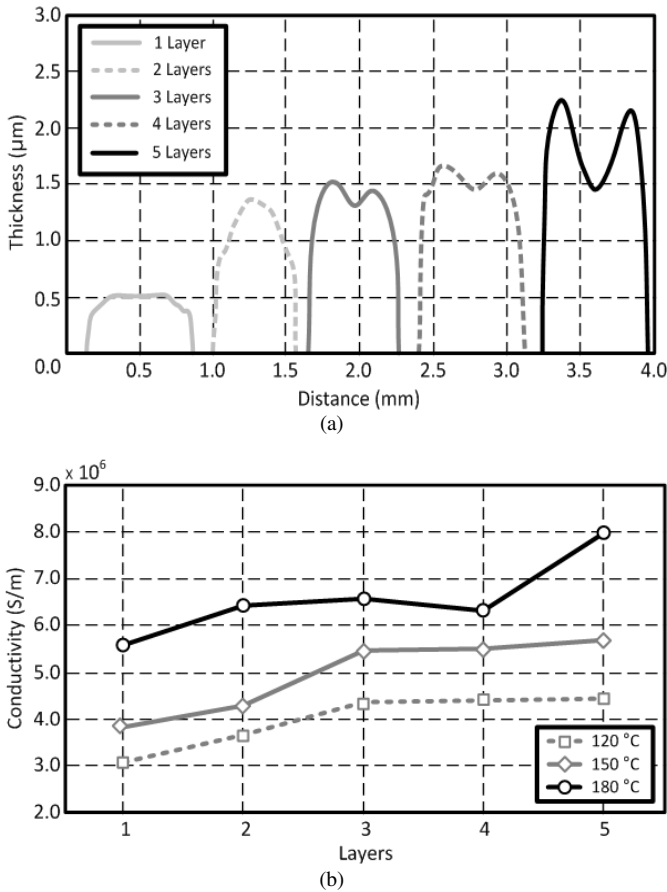 3.0
2.5
2.0
1.5
1.0
0.5
0.0
Thickness (µm)
1 Layer
2 Layers
3 Layers
4 Layers
5 Layers
0.5 1.0 1.5 2.0 2.5 3.0 3.5 4.0
Distance (mm)
(a)
x 10⁶
9.0
8.0
7.0
6.0
5.0
4.0
3.0
2.0
Conductivity (S/m)
120 °C
150 °C
180 °C
1 2 3 4 5
Layers
(b)